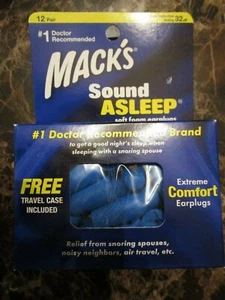 12 Pair
32
#1 Doctor
Recommended
MACK'S
Sound
ASLEEP
soft foam earplugs
#1 Doctor Recommended Brand
to get a good night's sleep when
sleeping with a snoring spouse
FREE
TRAVEL CASE
INCLUDED
Extreme
Comfort
Earplugs
Relief from snoring spouses,
noisy neighbors, air travel, etc.